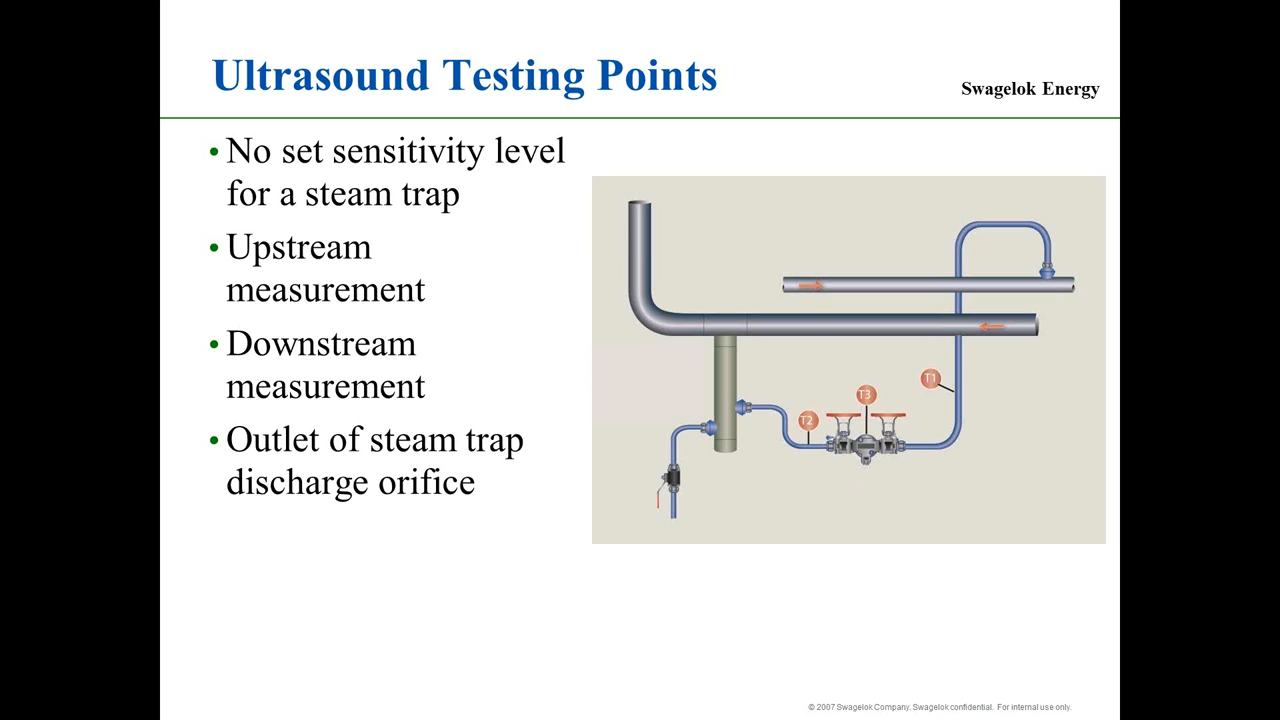 Ultrasound Testing Points
Swagelok Energy
• No set sensitivity level
for a steam trap
• Upstream
measurement
• Downstream
measurement
• Outlet of steam trap
discharge orifice
T1
T3
T2
© 2007 Swagelok Company. Swagelok confidential. For internal use only.